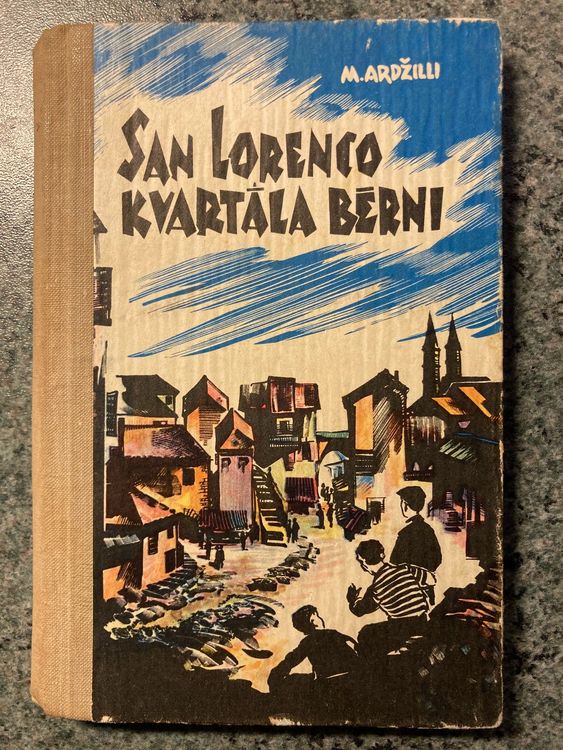 M. ARDŽILLI
SAN LORENCO
KVARTĀLA BĒRNI